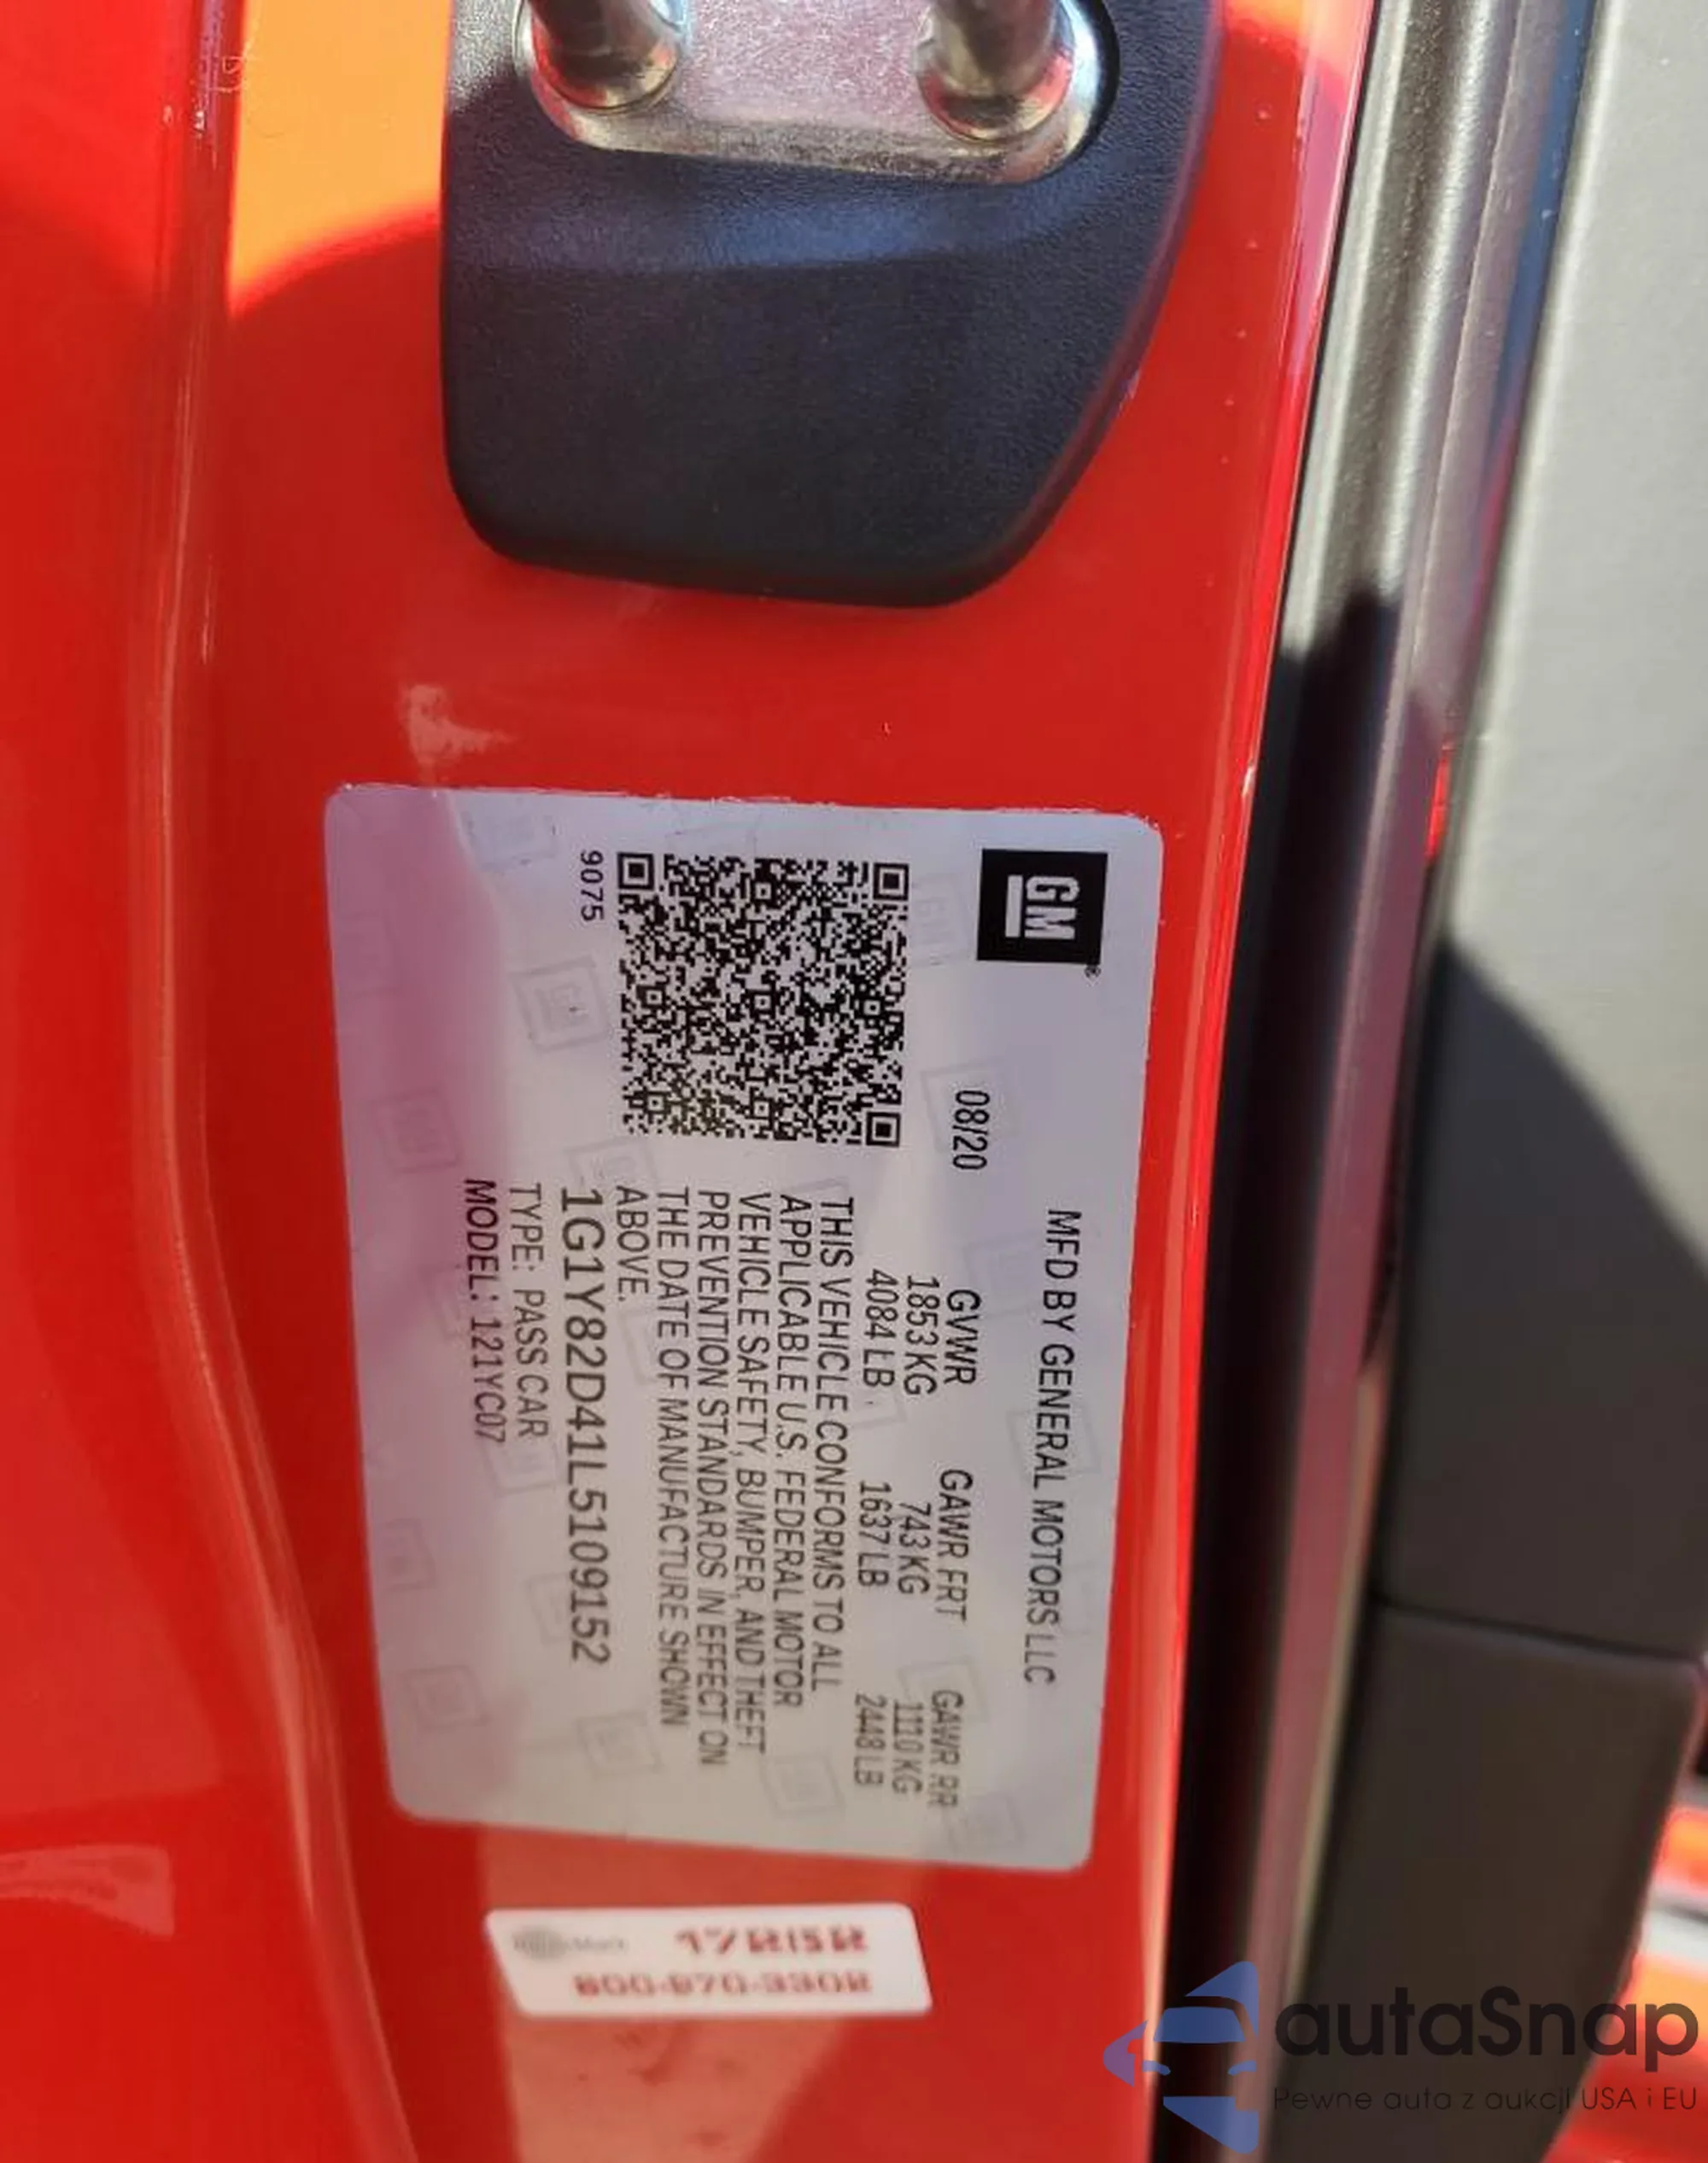 GM®
MFD BY GENERAL MOTORS LLC
08/20
GVWR GAWR FRT GAWR RR
1853 KG 743 KG 1110 KG
4084 LB 1637 LB 2448 LB
THIS VEHICLE CONFORMS TO ALL
APPLICABLE U.S. FEDERAL MOTOR
VEHICLE SAFETY, BUMPER, AND THEFT
PREVENTION STANDARDS IN EFFECT ON
THE DATE OF MANUFACTURE SHOWN
ABOVE.
9075
1G1Y82D41L5109152
TYPE: PASS CAR
MODEL: 121YC07
800-970-3302
autaSnap
Pewne auta z aukcji USA i EU